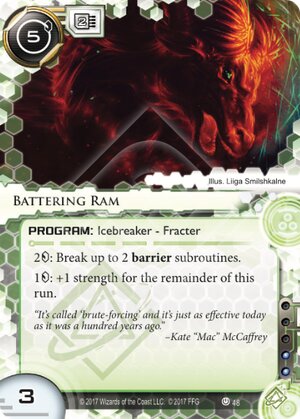 5
2
Illus. Liiga Smilshkalne
BATTERING RAM
PROGRAM: Icebreaker - Fracter
2: Break up to 2 barrier subroutines.
1: +1 strength for the remainder of this
run.
“It's called ‘brute-forcing’ and it's just as effective today
as it was a hundred years ago.”
–Kate “Mac” McCaffrey
3
© 2017 Wizards of the Coast LLC. © 2017 FFG
46